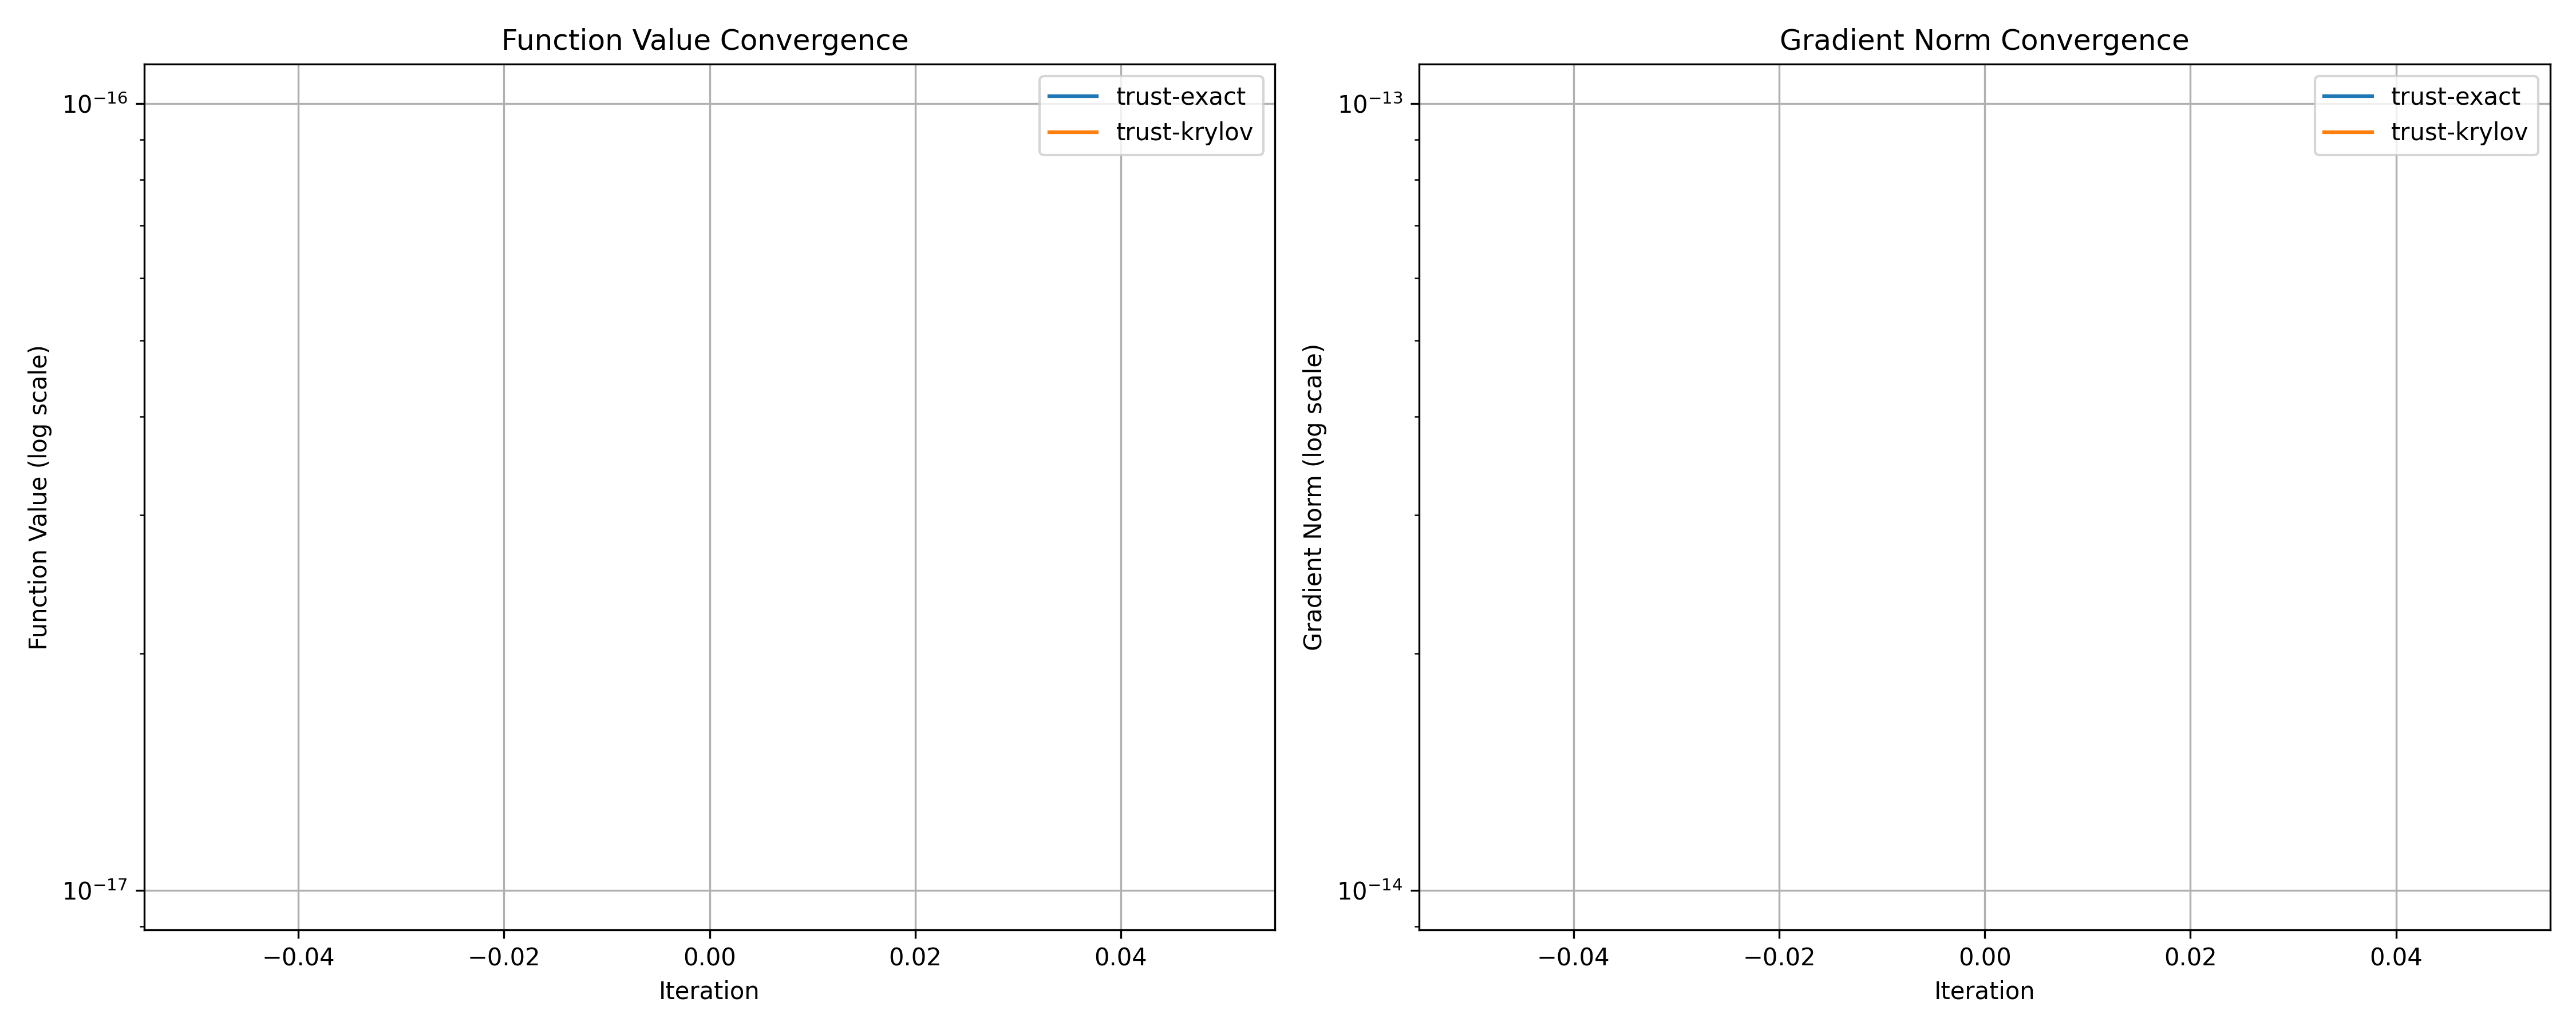 Function Value Convergence
10⁻¹⁶
10⁻¹⁷
Function Value (log scale)
trust-exact
trust-krylov
−0.04 −0.02 0.00 0.02 0.04
Iteration
Gradient Norm Convergence
10⁻¹³
10⁻¹⁴
Gradient Norm (log scale)
trust-exact
trust-krylov
−0.04 −0.02 0.00 0.02 0.04
Iteration